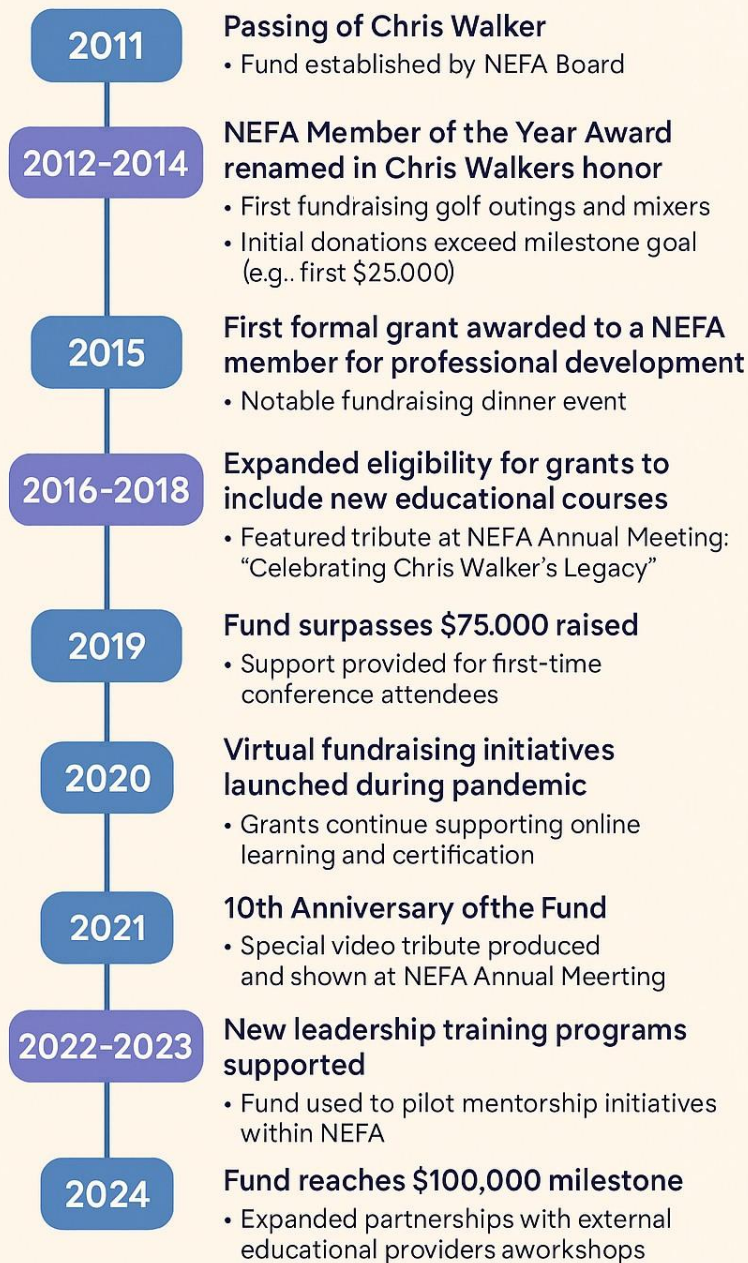 2011
Passing of Chris Walker
• Fund established by NEFA Board
2012-2014
NEFA Member of the Year Award
renamed in Chris Walkers honor
• First fundraising golf outings and mixers
• Initial donations exceed milestone goal
(e.g.. first $25.000)
2015
First formal grant awarded to a NEFA
member for professional development
• Notable fundraising dinner event
2016-2018
Expanded eligibility for grants to
include new educational courses
• Featured tribute at NEFA Annual Meeting:
“Celebrating Chris Walker’s Legacy”
2019
Fund surpasses $75.000 raised
• Support provided for first-time
conference attendees
2020
Virtual fundraising initiatives
launched during pandemic
• Grants continue supporting online
learning and certification
2021
10th Anniversary ofthe Fund
• Special video tribute produced
and shown at NEFA Annual Meerting
2022-2023
New leadership training programs
supported
• Fund used to pilot mentorship initiatives
within NEFA
2024
Fund reaches $100,000 milestone
• Expanded partnerships with external
educational providers aworkshops